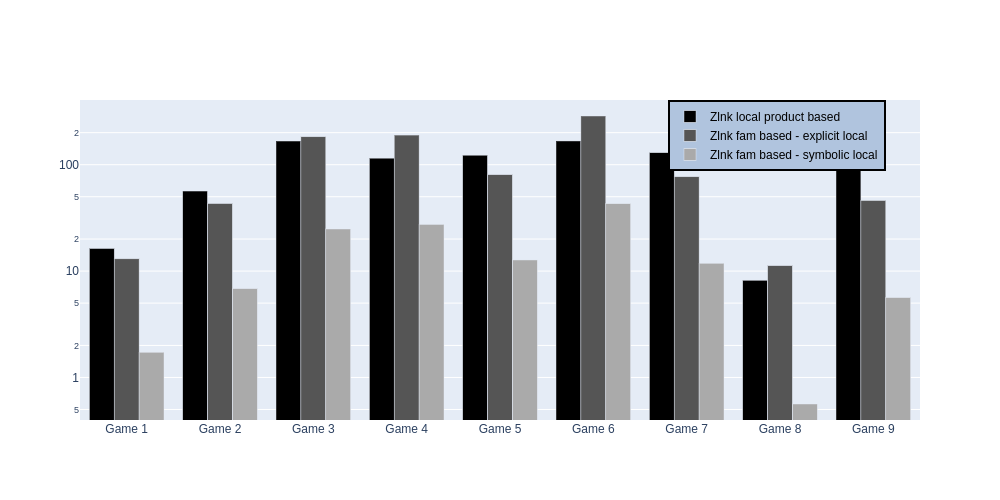 Zlnk local product based
Zlnk fam based - explicit local
Zlnk fam based - symbolic local
2
100
5
2
10
5
2
1
5
Game 1
Game 2
Game 3
Game 4
Game 5
Game 6
Game 7
Game 8
Game 9